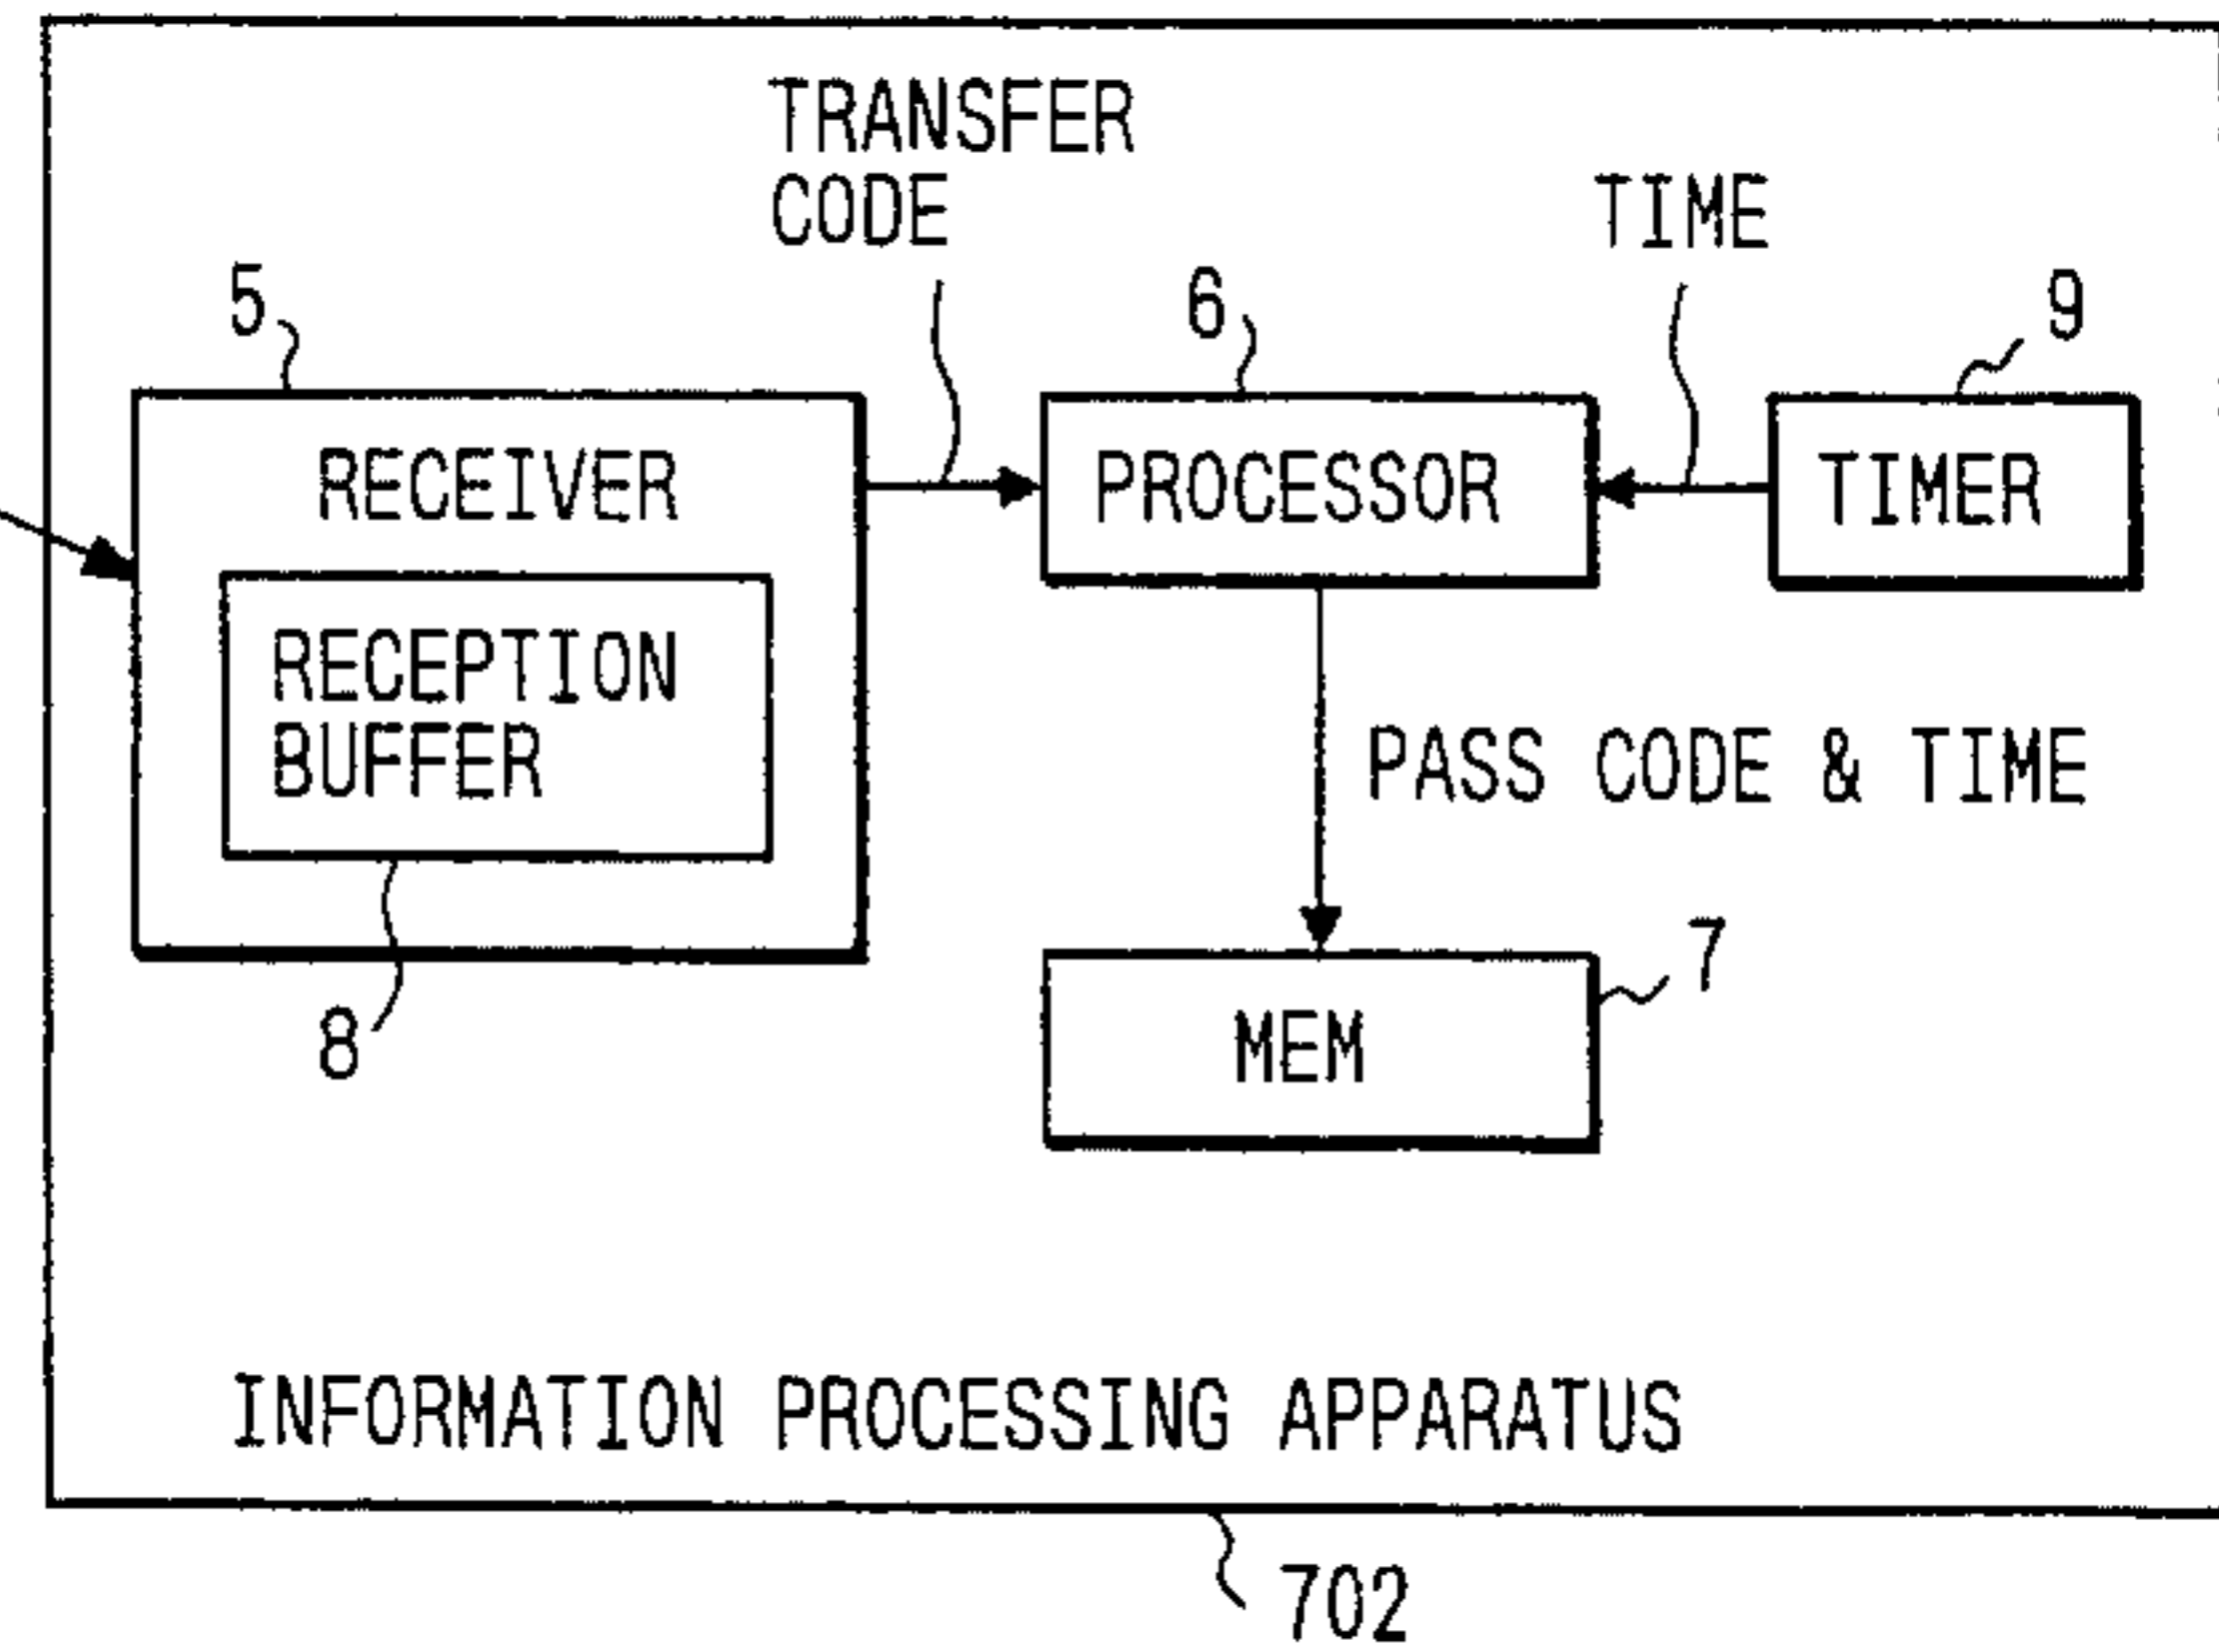 TRANSFER
CODE
TIME
5
6
9
RECEIVER
PROCESSOR
TIMER
RECEPTION
BUFFER
PASS CODE & TIME
7
MEM
8
INFORMATION PROCESSING APPARATUS
702